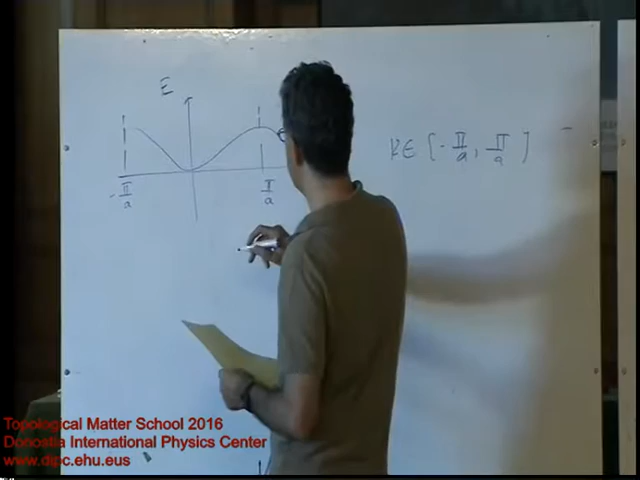 E
k ∈ [-π/a, π/a]
-π/a
π/a
Topological Matter School 2016
Donostia International Physics Center
www.dipc.ehu.eus